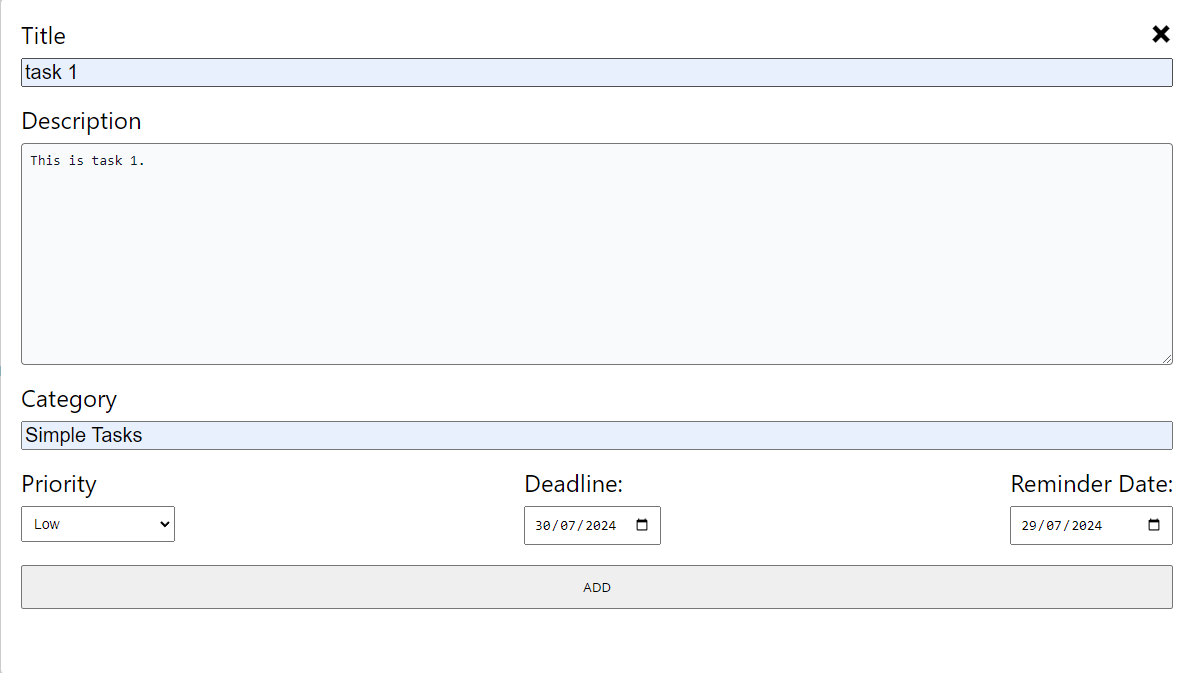 Title
task 1
Description
This is task 1.
Category
Simple Tasks
Priority Deadline: Reminder Date:
Low 30/07/2024 29/07/2024
ADD